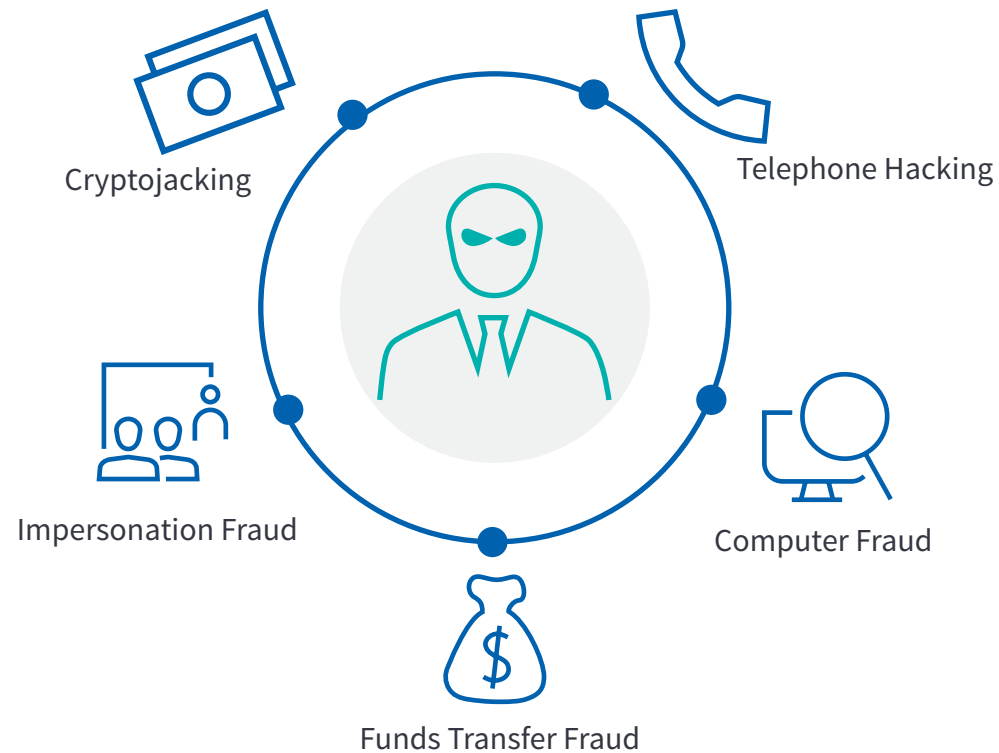 Cryptojacking
Telephone Hacking
Impersonation Fraud
Computer Fraud
$
Funds Transfer Fraud